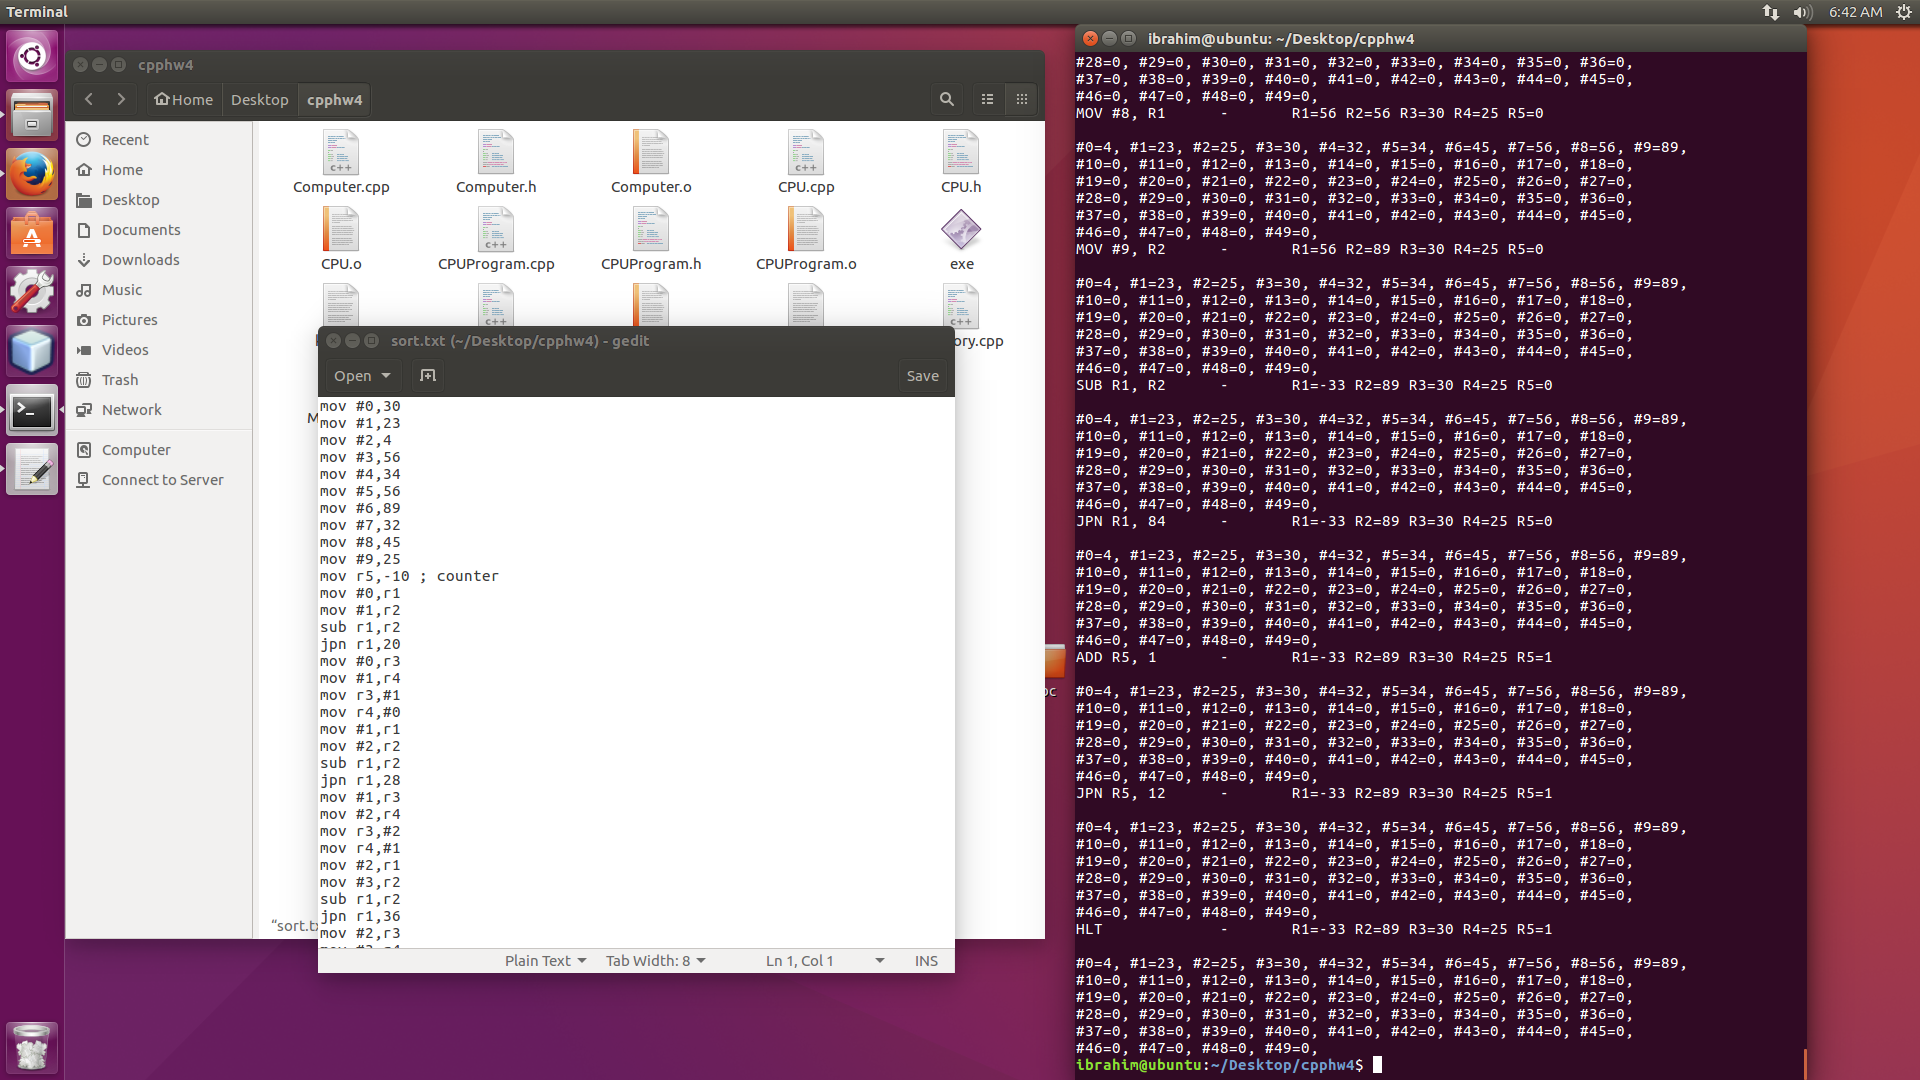 Terminal
6:42 AM
cpphw4
Home
Desktop
cpphw4
Recent
Home
Desktop
Documents
Downloads
Music
Pictures
Videos
Trash
Network
Computer
Connect to Server
Computer.cpp
Computer.h
Computer.o
CPU.cpp
CPU.h
CPU.o
CPUProgram.cpp
CPUProgram.h
CPUProgram.o
exe
ory.cpp
M
“sort.tx
sort.txt (~/Desktop/cpphw4) - gedit
Open
Save
mov #0,30
mov #1,23
mov #2,4
mov #3,56
mov #4,34
mov #5,56
mov #6,89
mov #7,32
mov #8,45
mov #9,25
mov r5,-10 ; counter
mov #0,r1
mov #1,r2
sub r1,r2
jpn r1,20
mov #0,r3
mov #1,r4
mov r3,#1
mov r4,#0
mov #1,r1
mov #2,r2
sub r1,r2
jpn r1,28
mov #1,r3
mov #2,r4
mov r3,#2
mov r4,#1
mov #2,r1
mov #3,r2
sub r1,r2
jpn r1,36
mov #2,r3
Plain Text
Tab Width: 8
Ln 1, Col 1
INS
ibrahim@ubuntu: ~/Desktop/cpphw4
#28=0, #29=0, #30=0, #31=0, #32=0, #33=0, #34=0, #35=0, #36=0,
#37=0, #38=0, #39=0, #40=0, #41=0, #42=0, #43=0, #44=0, #45=0,
#46=0, #47=0, #48=0, #49=0,
MOV #8, R1 - R1=56 R2=56 R3=30 R4=25 R5=0
#0=4, #1=23, #2=25, #3=30, #4=32, #5=34, #6=45, #7=56, #8=56, #9=89,
#10=0, #11=0, #12=0, #13=0, #14=0, #15=0, #16=0, #17=0, #18=0,
#19=0, #20=0, #21=0, #22=0, #23=0, #24=0, #25=0, #26=0, #27=0,
#28=0, #29=0, #30=0, #31=0, #32=0, #33=0, #34=0, #35=0, #36=0,
#37=0, #38=0, #39=0, #40=0, #41=0, #42=0, #43=0, #44=0, #45=0,
#46=0, #47=0, #48=0, #49=0,
MOV #9, R2 - R1=56 R2=89 R3=30 R4=25 R5=0
#0=4, #1=23, #2=25, #3=30, #4=32, #5=34, #6=45, #7=56, #8=56, #9=89,
#10=0, #11=0, #12=0, #13=0, #14=0, #15=0, #16=0, #17=0, #18=0,
#19=0, #20=0, #21=0, #22=0, #23=0, #24=0, #25=0, #26=0, #27=0,
#28=0, #29=0, #30=0, #31=0, #32=0, #33=0, #34=0, #35=0, #36=0,
#37=0, #38=0, #39=0, #40=0, #41=0, #42=0, #43=0, #44=0, #45=0,
#46=0, #47=0, #48=0, #49=0,
SUB R1, R2 - R1=-33 R2=89 R3=30 R4=25 R5=0
#0=4, #1=23, #2=25, #3=30, #4=32, #5=34, #6=45, #7=56, #8=56, #9=89,
#10=0, #11=0, #12=0, #13=0, #14=0, #15=0, #16=0, #17=0, #18=0,
#19=0, #20=0, #21=0, #22=0, #23=0, #24=0, #25=0, #26=0, #27=0,
#28=0, #29=0, #30=0, #31=0, #32=0, #33=0, #34=0, #35=0, #36=0,
#37=0, #38=0, #39=0, #40=0, #41=0, #42=0, #43=0, #44=0, #45=0,
#46=0, #47=0, #48=0, #49=0,
JPN R1, 84 - R1=-33 R2=89 R3=30 R4=25 R5=0
#0=4, #1=23, #2=25, #3=30, #4=32, #5=34, #6=45, #7=56, #8=56, #9=89,
#10=0, #11=0, #12=0, #13=0, #14=0, #15=0, #16=0, #17=0, #18=0,
#19=0, #20=0, #21=0, #22=0, #23=0, #24=0, #25=0, #26=0, #27=0,
#28=0, #29=0, #30=0, #31=0, #32=0, #33=0, #34=0, #35=0, #36=0,
#37=0, #38=0, #39=0, #40=0, #41=0, #42=0, #43=0, #44=0, #45=0,
#46=0, #47=0, #48=0, #49=0,
ADD R5, 1 - R1=-33 R2=89 R3=30 R4=25 R5=1
#0=4, #1=23, #2=25, #3=30, #4=32, #5=34, #6=45, #7=56, #8=56, #9=89,
#10=0, #11=0, #12=0, #13=0, #14=0, #15=0, #16=0, #17=0, #18=0,
#19=0, #20=0, #21=0, #22=0, #23=0, #24=0, #25=0, #26=0, #27=0,
#28=0, #29=0, #30=0, #31=0, #32=0, #33=0, #34=0, #35=0, #36=0,
#37=0, #38=0, #39=0, #40=0, #41=0, #42=0, #43=0, #44=0, #45=0,
#46=0, #47=0, #48=0, #49=0,
JPN R5, 12 - R1=-33 R2=89 R3=30 R4=25 R5=1
#0=4, #1=23, #2=25, #3=30, #4=32, #5=34, #6=45, #7=56, #8=56, #9=89,
#10=0, #11=0, #12=0, #13=0, #14=0, #15=0, #16=0, #17=0, #18=0,
#19=0, #20=0, #21=0, #22=0, #23=0, #24=0, #25=0, #26=0, #27=0,
#28=0, #29=0, #30=0, #31=0, #32=0, #33=0, #34=0, #35=0, #36=0,
#37=0, #38=0, #39=0, #40=0, #41=0, #42=0, #43=0, #44=0, #45=0,
#46=0, #47=0, #48=0, #49=0,
HLT - R1=-33 R2=89 R3=30 R4=25 R5=1
#0=4, #1=23, #2=25, #3=30, #4=32, #5=34, #6=45, #7=56, #8=56, #9=89,
#10=0, #11=0, #12=0, #13=0, #14=0, #15=0, #16=0, #17=0, #18=0,
#19=0, #20=0, #21=0, #22=0, #23=0, #24=0, #25=0, #26=0, #27=0,
#28=0, #29=0, #30=0, #31=0, #32=0, #33=0, #34=0, #35=0, #36=0,
#37=0, #38=0, #39=0, #40=0, #41=0, #42=0, #43=0, #44=0, #45=0,
#46=0, #47=0, #48=0, #49=0,
ibrahim@ubuntu:~/Desktop/cpphw4$